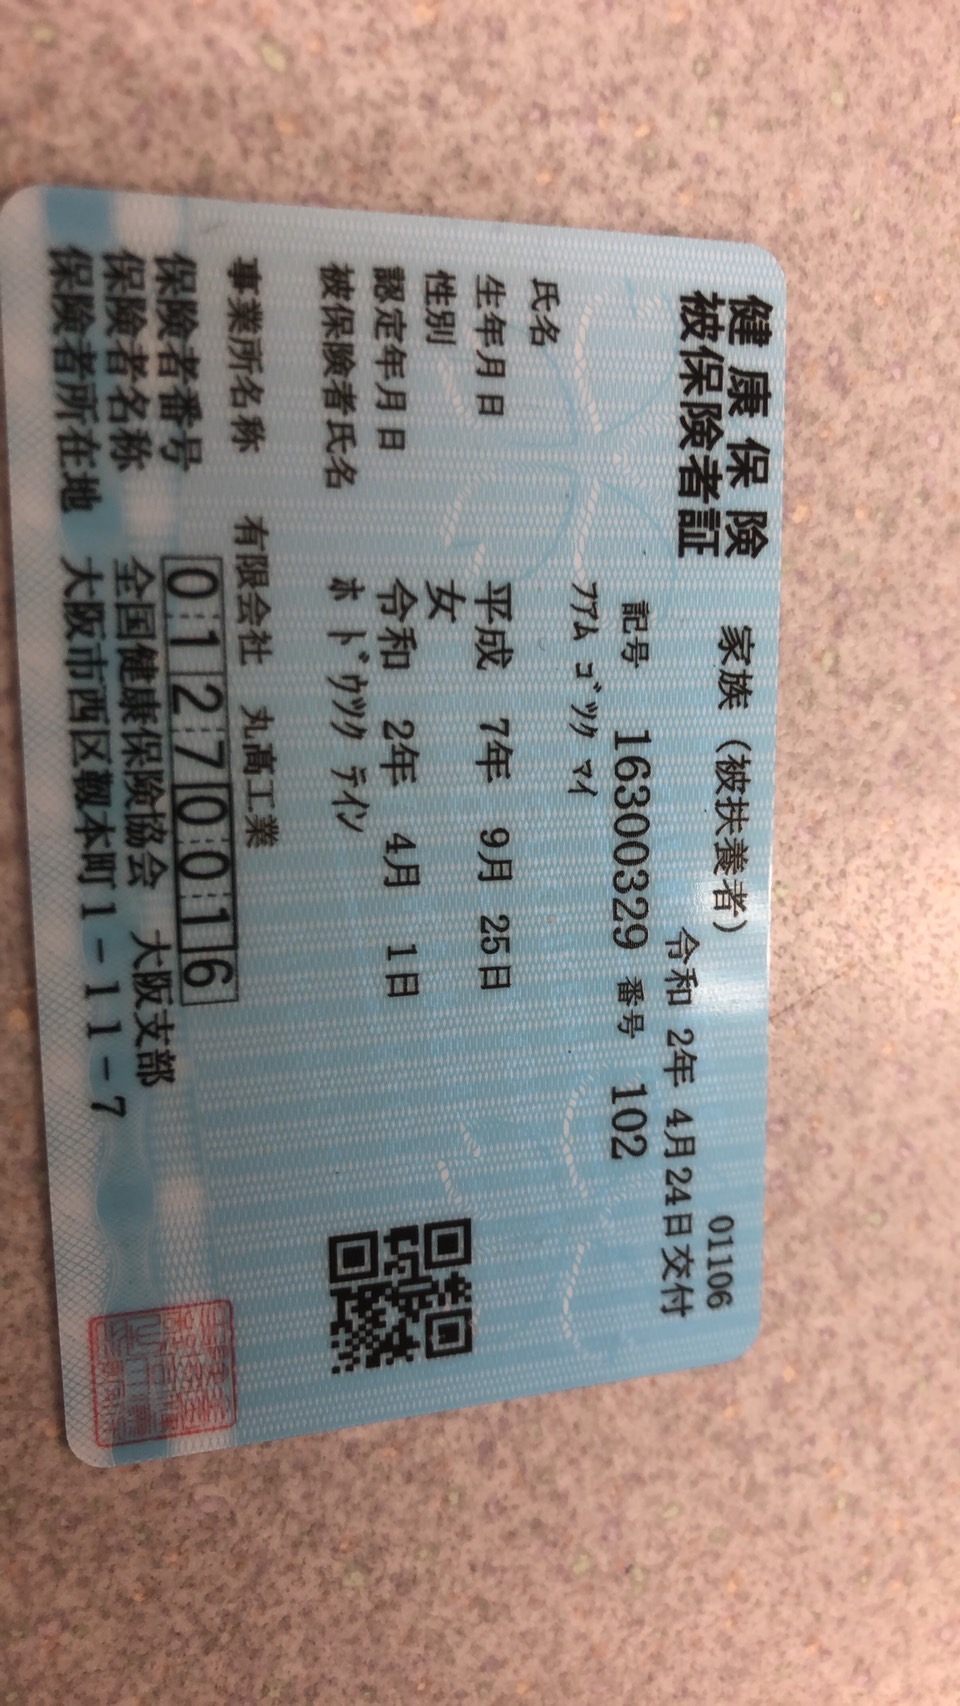 健康保険 家族（被扶養者） 011106
被保険者証 令和 2年 4月24日交付
記号 16300329 番号 102
ﾌｱﾑ ｺﾞﾂｸ ﾏｲ
氏名
生年月日 平成 7年 9月 25日
性別 女
認定年月日 令和 2年 4月 1日
被保険者氏名 ﾎ ﾄﾞｳﾂｸ ﾃｲﾝ
事業所名称 有限会社 丸高工業
保険者番号 01270016
保険者名称 全国健康保険協会 大阪支部
保険者所在地 大阪市西区靱本町1-11-7